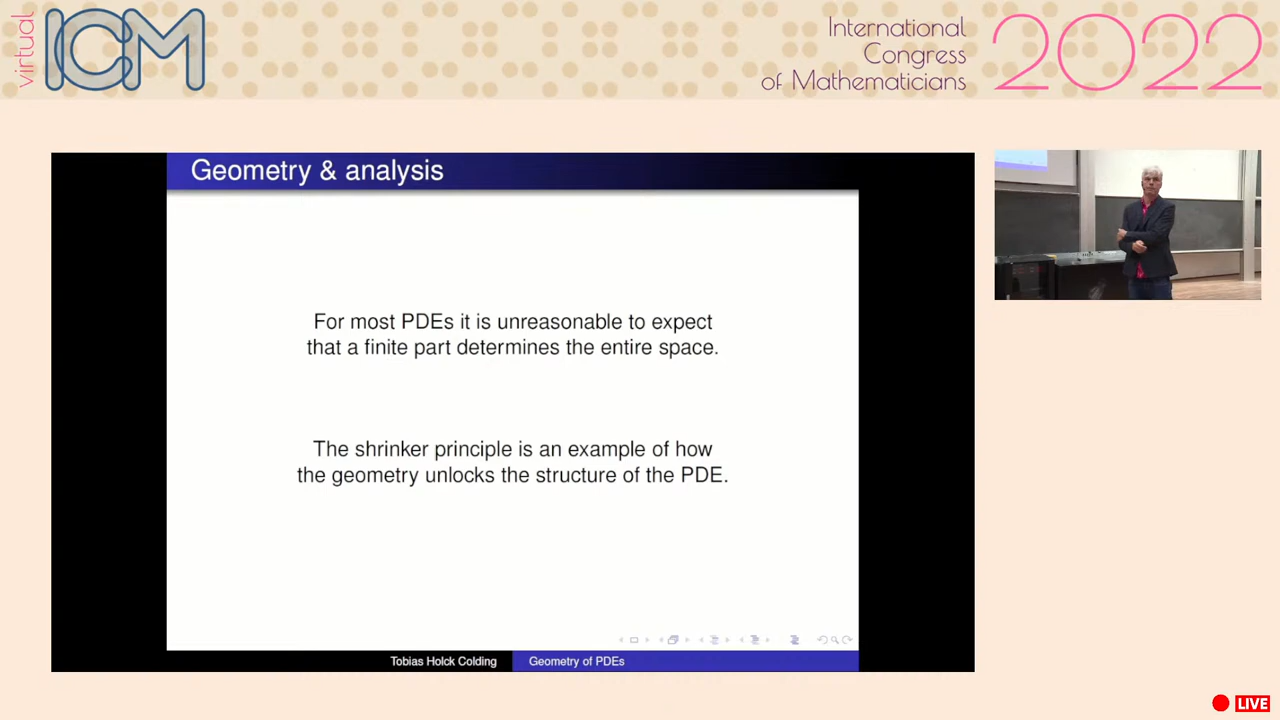 virtual
ICM
International
Congress
of Mathematicians
2022
Geometry & analysis
For most PDEs it is unreasonable to expect
that a finite part determines the entire space.
The shrinker principle is an example of how
the geometry unlocks the structure of the PDE.
Tobias Holck Colding
Geometry of PDEs
LIVE